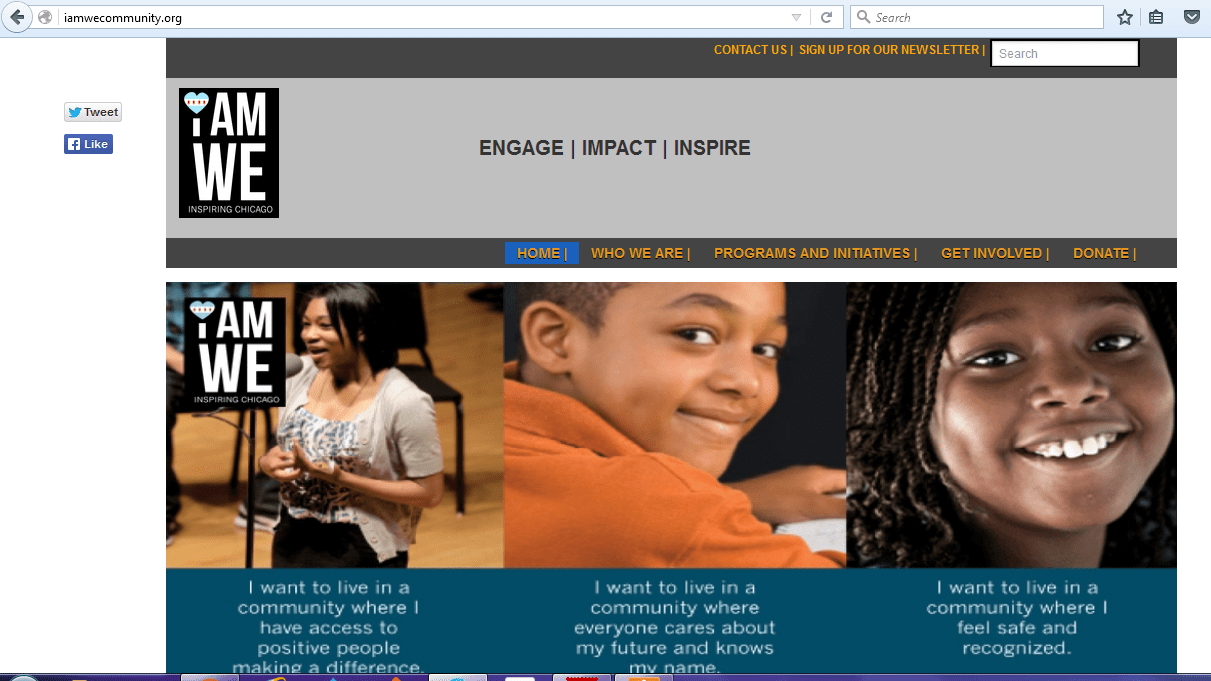 iamwecommunity.org
Search
CONTACT US | SIGN UP FOR OUR NEWSLETTER |
Search
Tweet
Like
i AM
WE
INSPIRING CHICAGO
ENGAGE | IMPACT | INSPIRE
HOME | WHO WE ARE | PROGRAMS AND INITIATIVES | GET INVOLVED | DONATE |
i AM
WE
INSPIRING CHICAGO
I want to live in a
community where I
have access to
positive people
making a difference.
I want to live in a
community where
everyone cares about
my future and knows
my name.
I want to live in a
community where I
feel safe and
recognized.